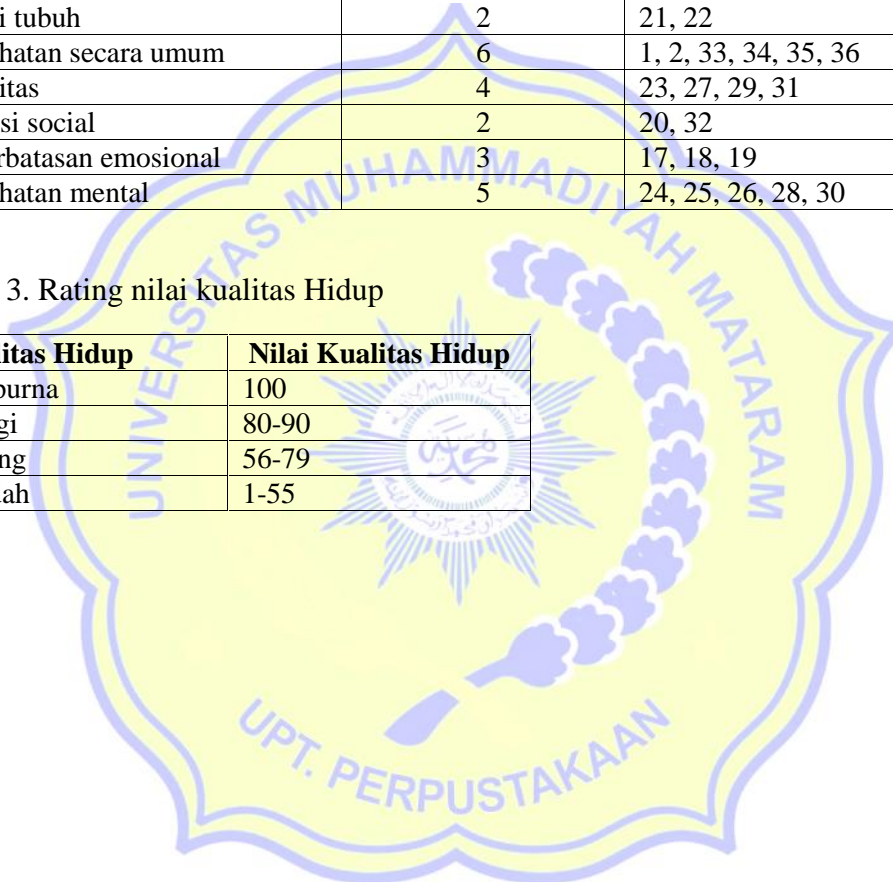 i tubuh 2 21, 22
hatan secara umum 6 1, 2, 33, 34, 35, 36
itas 4 23, 27, 29, 31
si social 2 20, 32
rbatasan emosional 3 17, 18, 19
hatan mental 5 24, 25, 26, 28, 30
3. Rating nilai kualitas Hidup
litas Hidup Nilai Kualitas Hidup
purna 100
gi 80-90
ng 56-79
lah 1-55
UNIVERSITAS MUHAMMADIYAH MATARAM
UPT. PERPUSTAKAAN